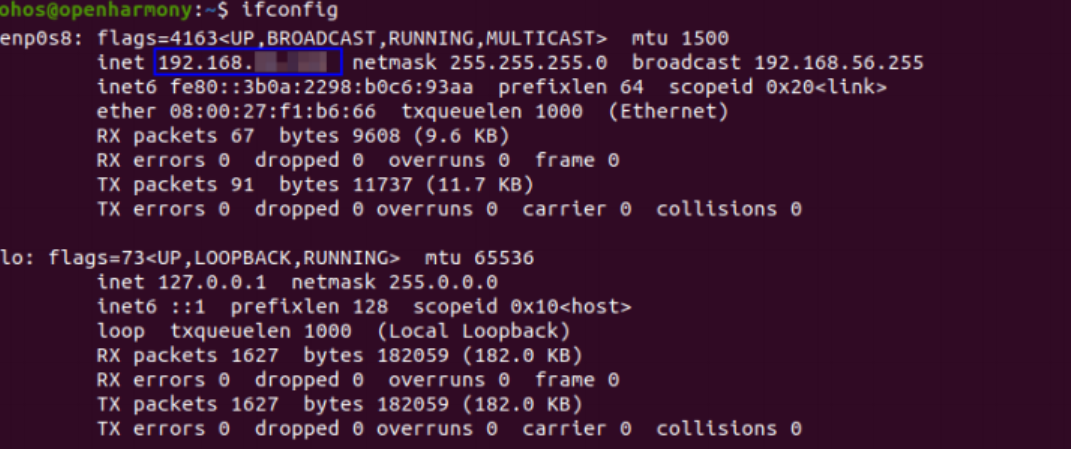 ohos@openharmony:~$ ifconfig
enp0s8: flags=4163<UP,BROADCAST,RUNNING,MULTICAST>  mtu 1500
inet 192.168. netmask 255.255.255.0  broadcast 192.168.56.255
inet6 fe80::3b0a:2298:b0c6:93aa  prefixlen 64  scopeid 0x20<link>
ether 08:00:27:f1:b6:66  txqueuelen 1000  (Ethernet)
RX packets 67  bytes 9608 (9.6 KB)
RX errors 0  dropped 0  overruns 0  frame 0
TX packets 91  bytes 11737 (11.7 KB)
TX errors 0  dropped 0 overruns 0  carrier 0  collisions 0
lo: flags=73<UP,LOOPBACK,RUNNING>  mtu 65536
inet 127.0.0.1  netmask 255.0.0.0
inet6 ::1  prefixlen 128  scopeid 0x10<host>
loop  txqueuelen 1000  (Local Loopback)
RX packets 1627  bytes 182059 (182.0 KB)
RX errors 0  dropped 0  overruns 0  frame 0
TX packets 1627  bytes 182059 (182.0 KB)
TX errors 0  dropped 0 overruns 0  carrier 0  collisions 0